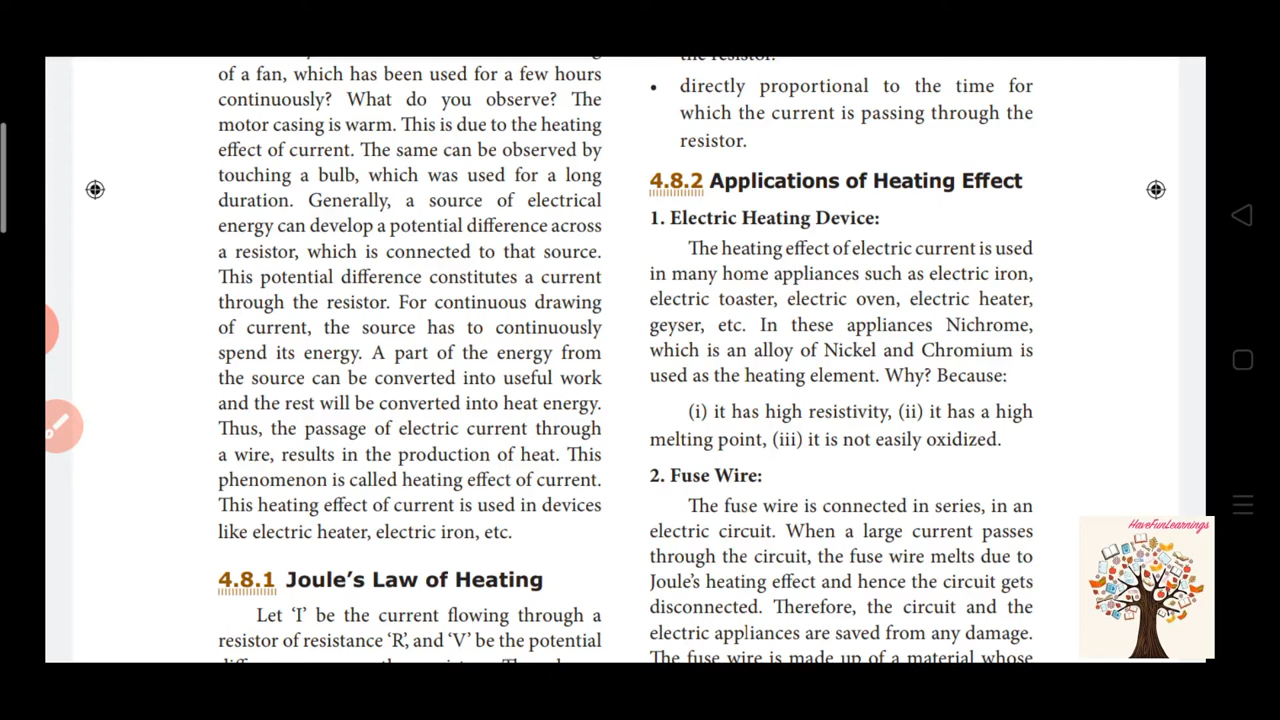 of a fan, which has been used for a few hours
continuously? What do you observe? The
motor casing is warm. This is due to the heating
effect of current. The same can be observed by
touching a bulb, which was used for a long
duration. Generally, a source of electrical
energy can develop a potential difference across
a resistor, which is connected to that source.
This potential difference constitutes a current
through the resistor. For continuous drawing
of current, the source has to continuously
spend its energy. A part of the energy from
the source can be converted into useful work
and the rest will be converted into heat energy.
Thus, the passage of electric current through
a wire, results in the production of heat. This
phenomenon is called heating effect of current.
This heating effect of current is used in devices
like electric heater, electric iron, etc.
4.8.1 Joule's Law of Heating
Let ‘I’ be the current flowing through a
resistor of resistance ‘R’, and ‘V’ be the potential
the resistor.
• directly proportional to the time for
which the current is passing through the
resistor.
4.8.2 Applications of Heating Effect
1. Electric Heating Device:
The heating effect of electric current is used
in many home appliances such as electric iron,
electric toaster, electric oven, electric heater,
geyser, etc. In these appliances Nichrome,
which is an alloy of Nickel and Chromium is
used as the heating element. Why? Because:
(i) it has high resistivity, (ii) it has a high
melting point, (iii) it is not easily oxidized.
2. Fuse Wire:
The fuse wire is connected in series, in an
electric circuit. When a large current passes
through the circuit, the fuse wire melts due to
Joule's heating effect and hence the circuit gets
disconnected. Therefore, the circuit and the
electric appliances are saved from any damage.
The fuse wire is made up of a material whose
HaveFunLearnings